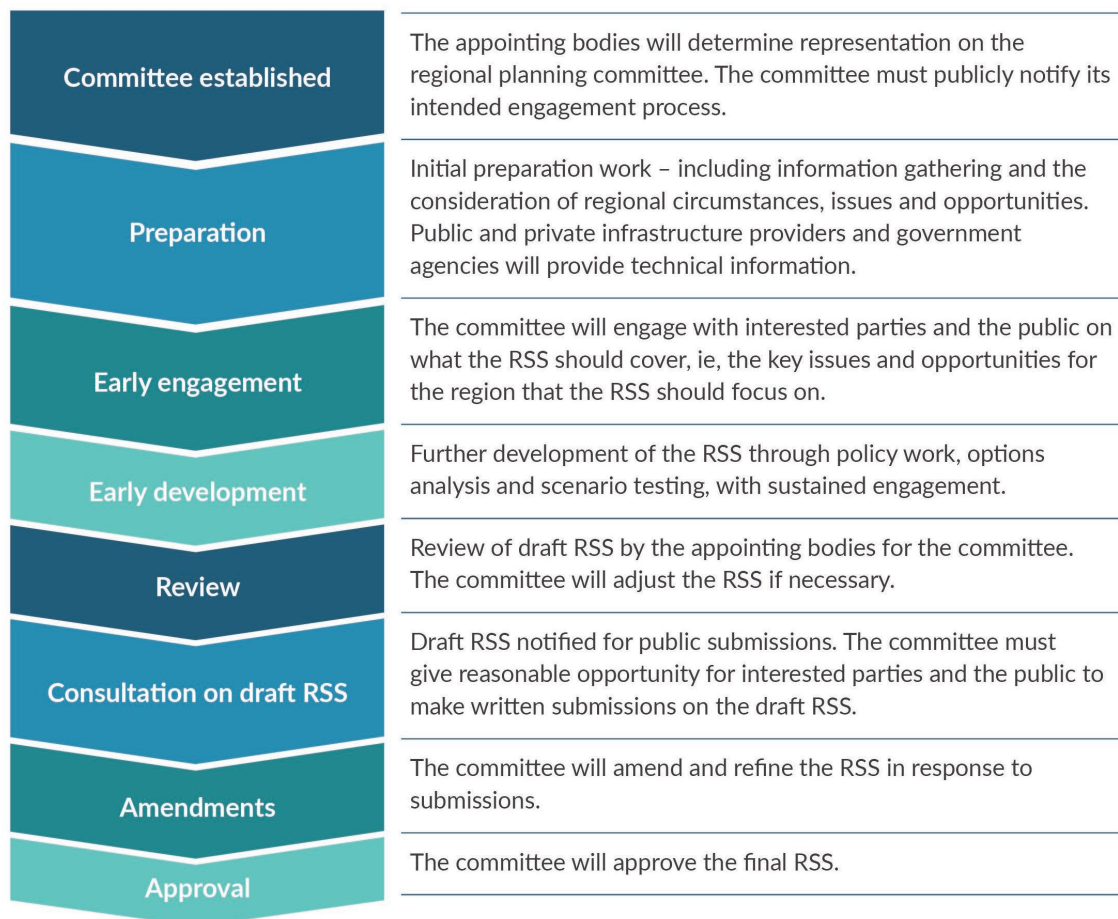 Committee established
The appointing bodies will determine representation on the
regional planning committee. The committee must publicly notify its
intended engagement process.
Preparation
Initial preparation work – including information gathering and the
consideration of regional circumstances, issues and opportunities.
Public and private infrastructure providers and government
agencies will provide technical information.
Early engagement
The committee will engage with interested parties and the public on
what the RSS should cover, ie, the key issues and opportunities for
the region that the RSS should focus on.
Early development
Further development of the RSS through policy work, options
analysis and scenario testing, with sustained engagement.
Review
Review of draft RSS by the appointing bodies for the committee.
The committee will adjust the RSS if necessary.
Consultation on draft RSS
Draft RSS notified for public submissions. The committee must
give reasonable opportunity for interested parties and the public to
make written submissions on the draft RSS.
Amendments
The committee will amend and refine the RSS in response to
submissions.
Approval
The committee will approve the final RSS.